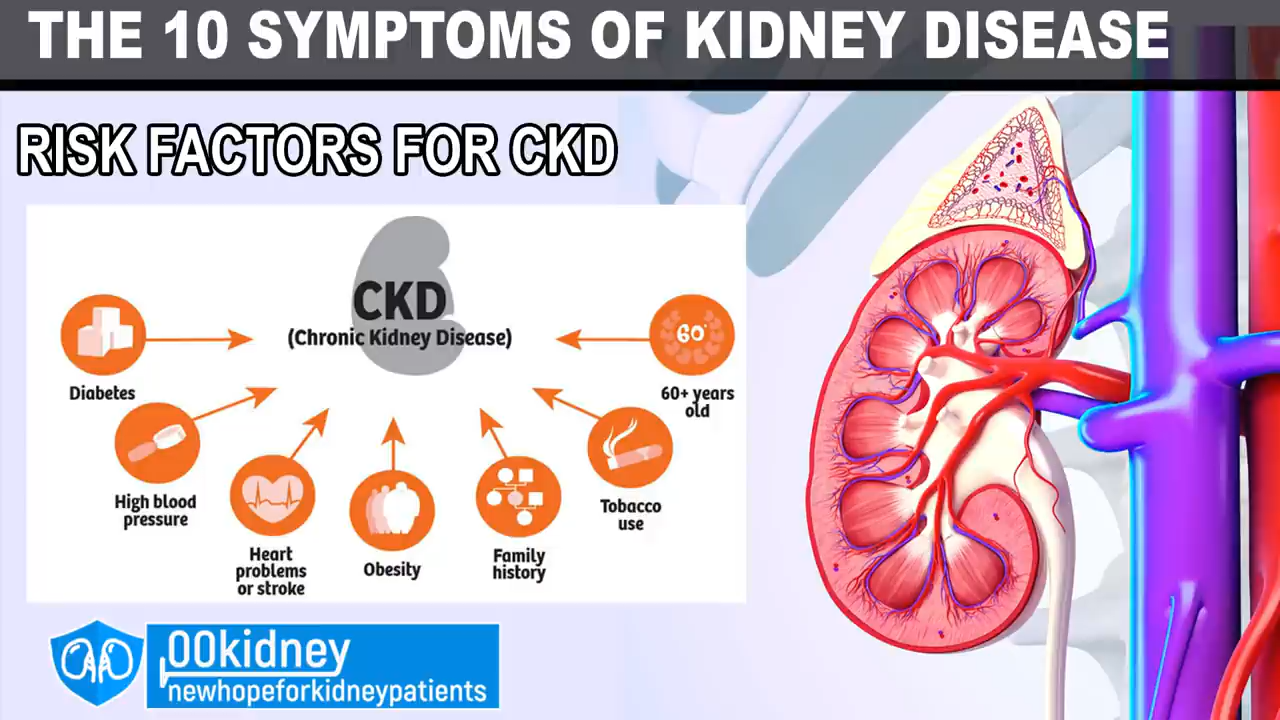 THE 10 SYMPTOMS OF KIDNEY DISEASE
RISK FACTORS FOR CKD
CKD
(Chronic Kidney Disease)
Diabetes
High blood
pressure
Heart
problems
or stroke
Obesity
Family
history
Tobacco
use
60+
60+ years
old
00kidney
newhopeforkidneypatients